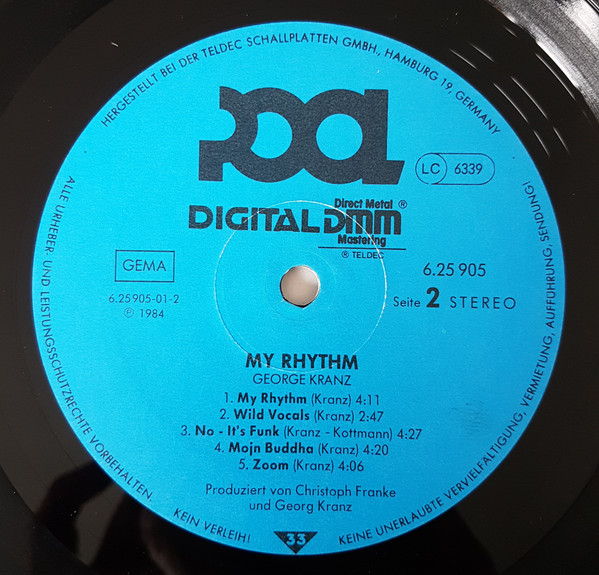 HERGESTELLT BEI DER TELDEC SCHALLPLATTEN GMBH., HAMBURG 19, GERMANY
POOL
LC 6339
DIGITAL DMM
Direct Metal ®
Mastering
® TELDEC
GEMA
6.25905-01-2
℗ 1984
6.25 905
Seite 2 STEREO
MY RHYTHM
GEORGE KRANZ
1. My Rhythm (Kranz) 4:11
2. Wild Vocals (Kranz) 2:47
3. No - It's Funk (Kranz - Kottmann) 4:27
4. Mojn Buddha (Kranz) 4:20
5. Zoom (Kranz) 4:06
Produziert von Christoph Franke
und Georg Kranz
33
ALLE URHEBER- UND LEISTUNGSSCHUTZRECHTE VORBEHALTEN.
KEIN VERLEIH!
KEINE UNERLAUBTE VERVIELFÄLTIGUNG, VERMIETUNG, AUFFÜHRUNG, SENDUNG!